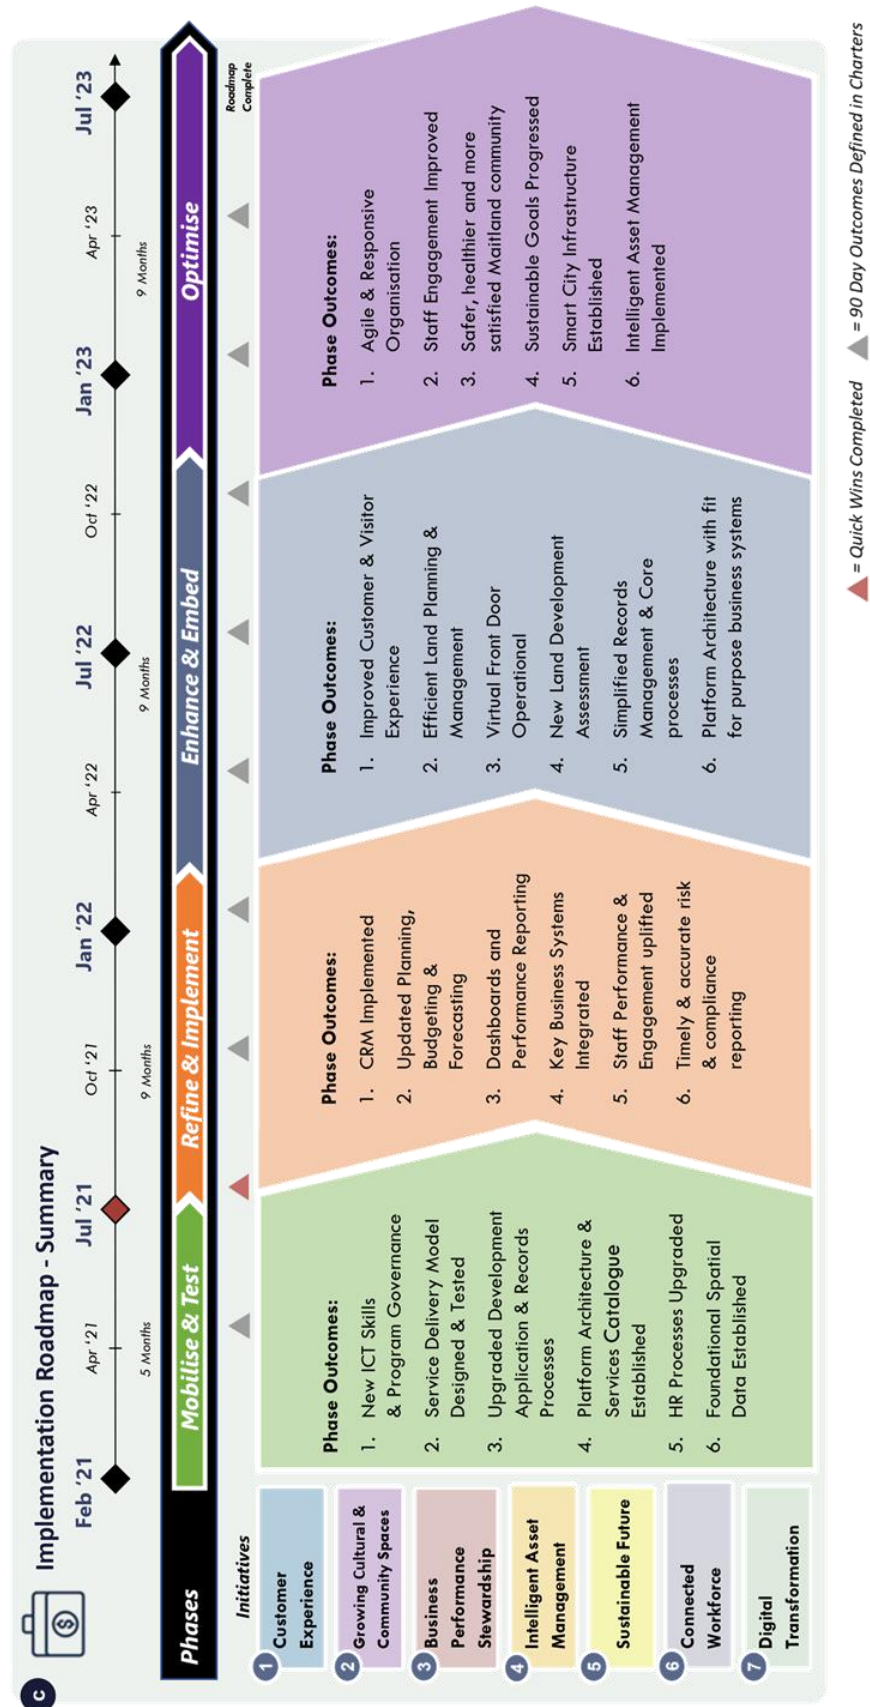 C
Implementation Roadmap - Summary
Feb '21
Apr '21
Jul '21
Oct '21
Jan '22
Apr '22
Jul '22
Oct '22
Jan '23
Apr '23
Jul '23
5 Months
9 Months
9 Months
9 Months
Phases
Mobilise & Test
Refine & Implement
Enhance & Embed
Optimise
Initiatives
Roadmap
Complete
1
Customer
Experience
2
Growing Cultural &
Community Spaces
3
Business
Performance
Stewardship
4
Intelligent Asset
Management
5
Sustainable Future
6
Connected
Workforce
7
Digital
Transformation
Phase Outcomes:
1. New ICT Skills
& Program Governance
2. Service Delivery Model
Designed & Tested
3. Upgraded Development
Application & Records
Processes
4. Platform Architecture &
Services Catalogue
Established
5. HR Processes Upgraded
6. Foundational Spatial
Data Established
Phase Outcomes:
1. CRM Implemented
2. Updated Planning,
Budgeting &
Forecasting
3. Dashboards and
Performance Reporting
4. Key Business Systems
Integrated
5. Staff Performance &
Engagement uplifted
6. Timely & accurate risk
& compliance
reporting
Phase Outcomes:
1. Improved Customer & Visitor
Experience
2. Efficient Land Planning &
Management
3. Virtual Front Door
Operational
4. New Land Development
Assessment
5. Simplified Records
Management & Core
processes
6. Platform Architecture with fit
for purpose business systems
Phase Outcomes:
1. Agile & Responsive
Organisation
2. Staff Engagement Improved
3. Safer, healthier and more
satisfied Maitland community
4. Sustainable Goals Progressed
5. Smart City Infrastructure
Established
6. Intelligent Asset Management
Implemented
= Quick Wins Completed
= 90 Day Outcomes Defined in Charters